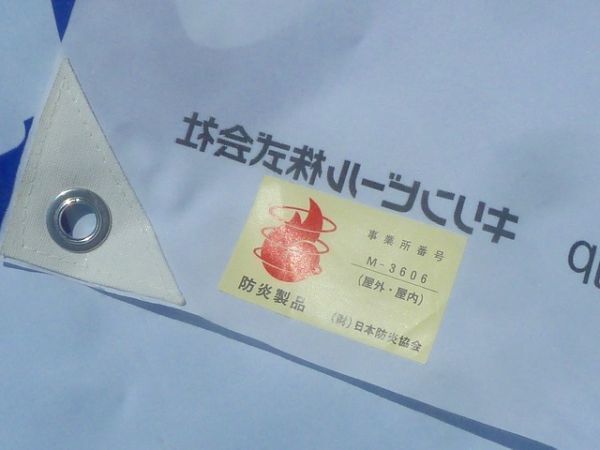 キリンビール株式会社
事業所番号
M-3606
(屋外・屋内)
防炎製品
(財)日本防炎協会